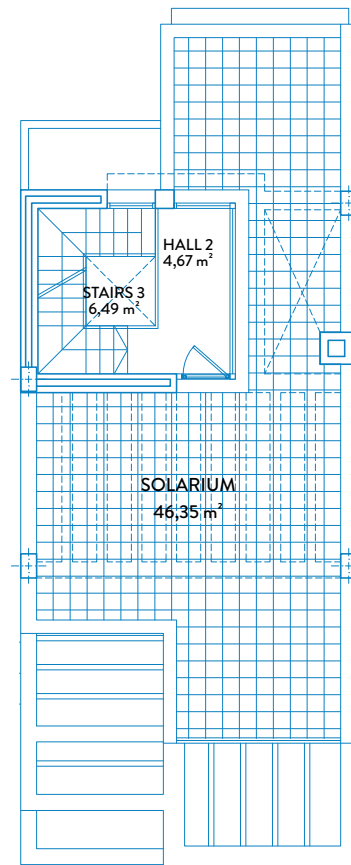 HALL 2
4,67 m²
STAIRS 3
6,49 m²
SOLARIUM
46,35 m²